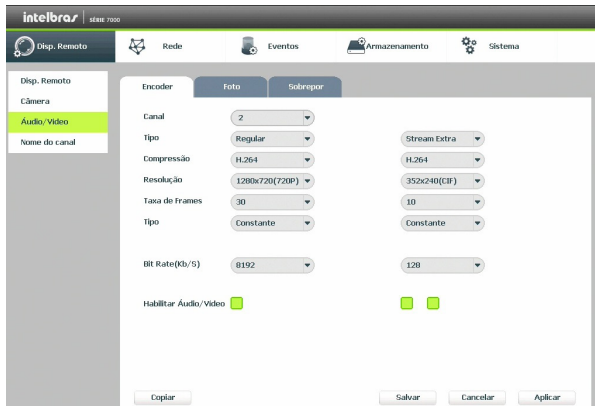 intelbras SÉRIE 7000
Disp. Remoto Rede Eventos Armazenamento Sistema
Disp. Remoto
Câmera
Áudio/Vídeo
Nome do canal
Encoder Foto Sobrepor
Canal 2
Tipo Regular Stream Extra
Compressão H.264 H.264
Resolução 1280x720(720P) 352x240(CIF)
Taxa de Frames 30 10
Tipo Constante Constante
Bit Rate(Kb/S) 8192 128
Habilitar Áudio/Vídeo
Copiar Salvar Cancelar Aplicar